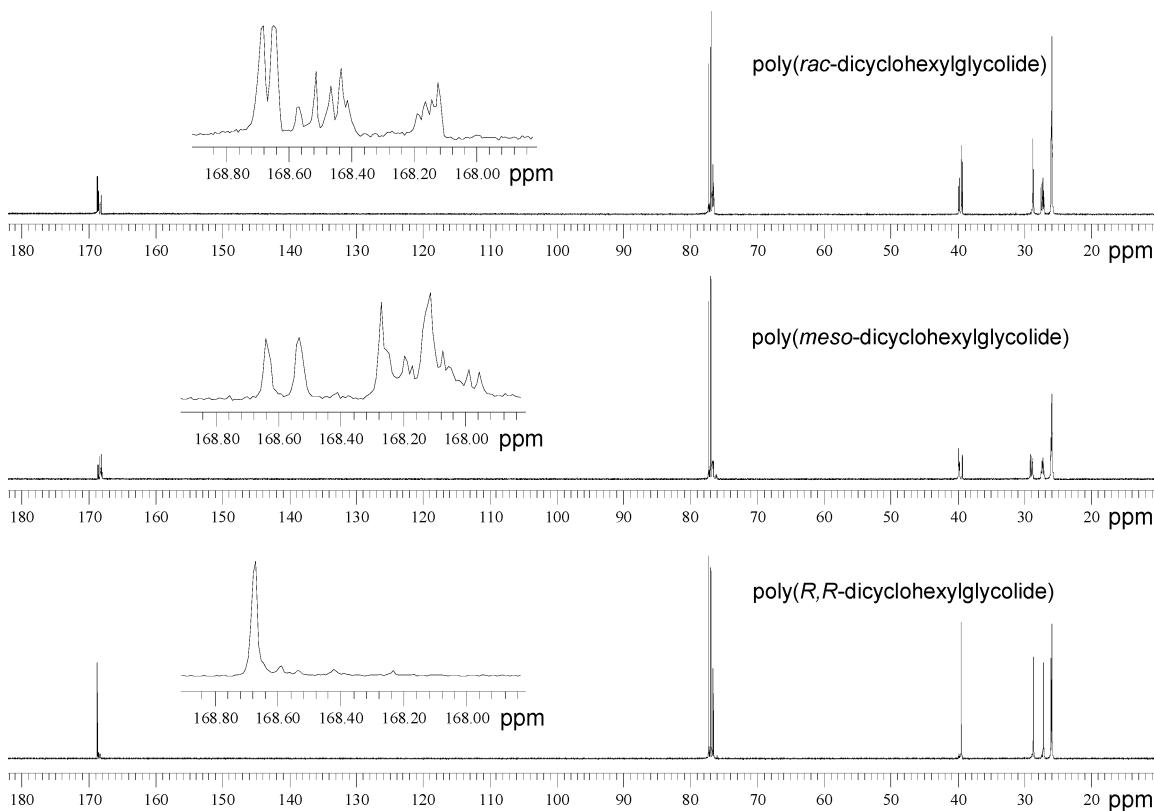 poly(rac-dicyclohexylglycolide)
168.80 168.60 168.40 168.20 168.00 ppm
180 170 160 150 140 130 120 110 100 90 80 70 60 50 40 30 20 ppm
poly(meso-dicyclohexylglycolide)
168.80 168.60 168.40 168.20 168.00 ppm
180 170 160 150 140 130 120 110 100 90 80 70 60 50 40 30 20 ppm
poly(R,R-dicyclohexylglycolide)
168.80 168.60 168.40 168.20 168.00 ppm
180 170 160 150 140 130 120 110 100 90 80 70 60 50 40 30 20 ppm